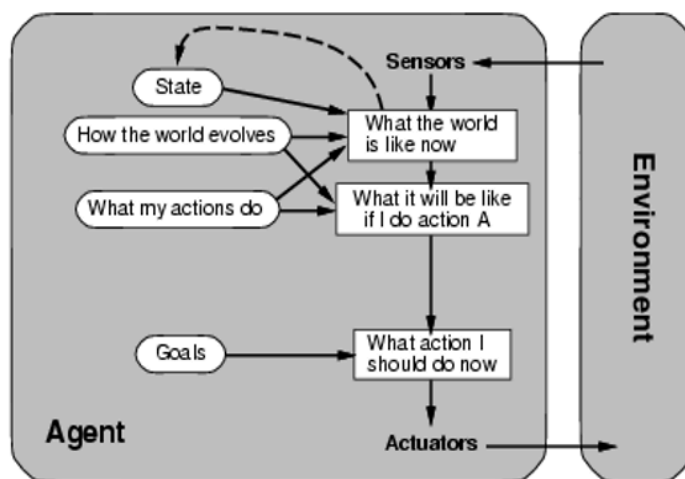 Sensors
State
What the world
is like now
How the world evolves
What it will be like
if I do action A
What my actions do
What action I
should do now
Goals
Agent
Actuators
Environment